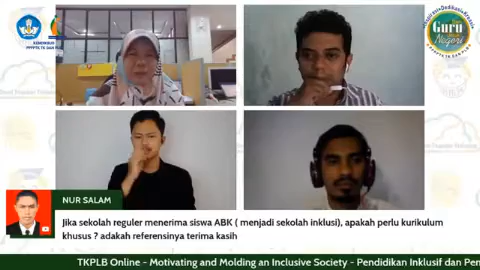 Guru
Negeri
NUR SALAM
Jika sekolah reguler menerima siswa ABK ( menjadi sekolah inklusi), apakah perlu kurikulum
khusus ? adakah referensinya terima kasih
TKPLB Online - Motivating and Molding an Inclusive Society - Pendidikan Inklusif dan Pen